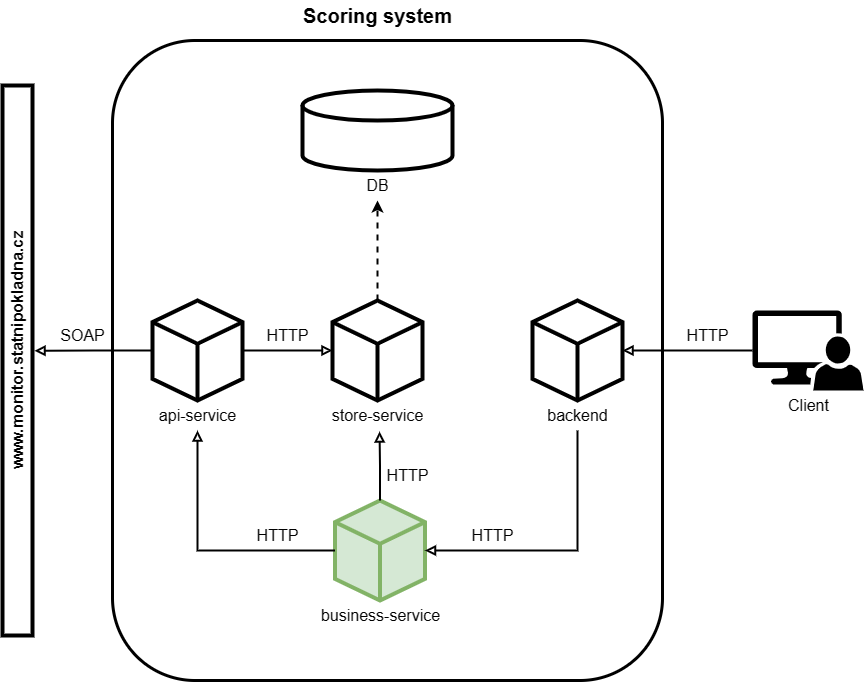 Scoring system
DB
www.monitor.statnipokladna.cz
SOAP
HTTP
HTTP
api-service
store-service
backend
Client
HTTP
HTTP
HTTP
business-service